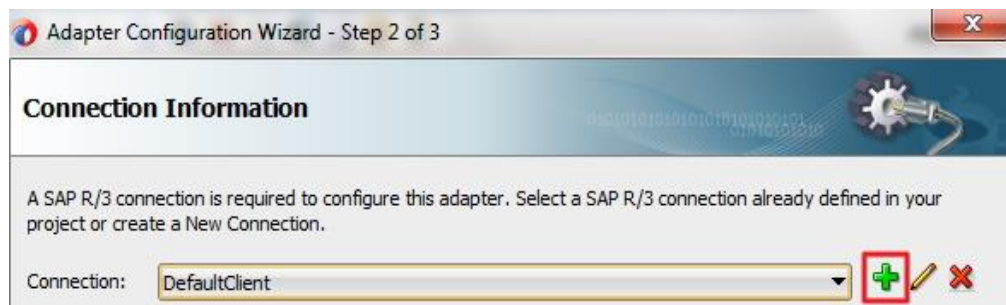 Adapter Configuration Wizard - Step 2 of 3
Connection Information
A SAP R/3 connection is required to configure this adapter. Select a SAP R/3 connection already defined in your
project or create a New Connection.
Connection: DefaultClient